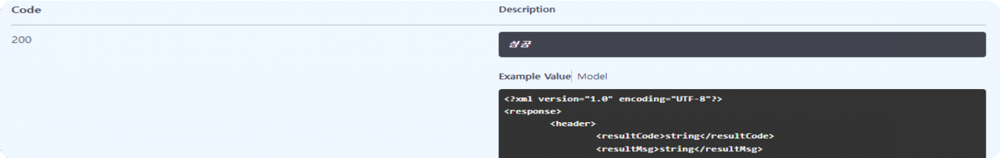 Code Description
200
성공
Example Value Model
<?xml version="1.0" encoding="UTF-8"?>
<response>
<header>
<resultCode>string</resultCode>
<resultMsg>string</resultMsg>